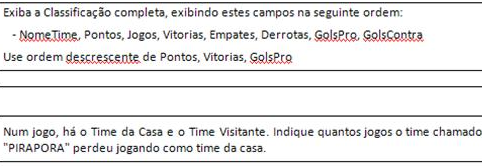 Exiba a Classificação completa, exibindo estes campos na seguinte ordem:
- NomeTime, Pontos, Jogos, Vitorias, Empates, Derrotas, GolsPro, GolsContra
Use ordem descrescente de Pontos, Vitorias, GolsPro
Num jogo, há o Time da Casa e o Time Visitante. Indique quantos jogos o time chamado
"PIRAPORA" perdeu jogando como time da casa.